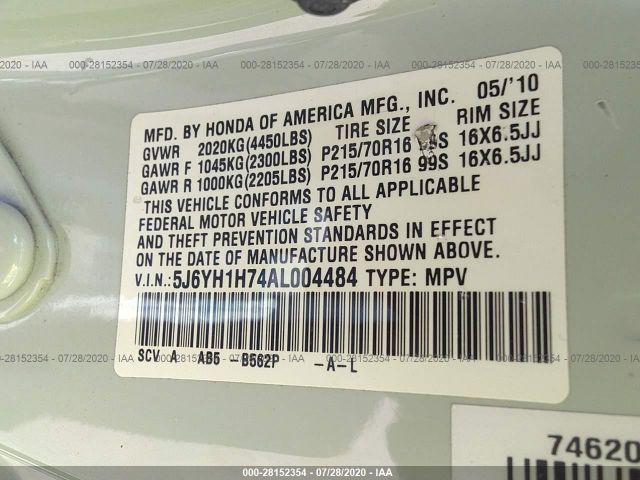 000-28152354 / 07/28/2020 - IAA
MFD. BY HONDA OF AMERICA MFG., INC. 05/'10
GVWR 2020KG(4450LBS) TIRE SIZE RIM SIZE
GAWR F 1045KG(2300LBS) P215/70R16 S 16X6.5JJ
GAWR R 1000KG(2205LBS) P215/70R16 99S 16X6.5JJ
THIS VEHICLE CONFORMS TO ALL APPLICABLE
FEDERAL MOTOR VEHICLE SAFETY
AND THEFT PREVENTION STANDARDS IN EFFECT
ON THE DATE OF MANUFACTURE SHOWN ABOVE.
V.I.N.:5J6YH1H74AL004484 TYPE: MPV
SCV A AB5 -B562P -A-L
74620
000-28152354 / 07/28/2020 - IAA